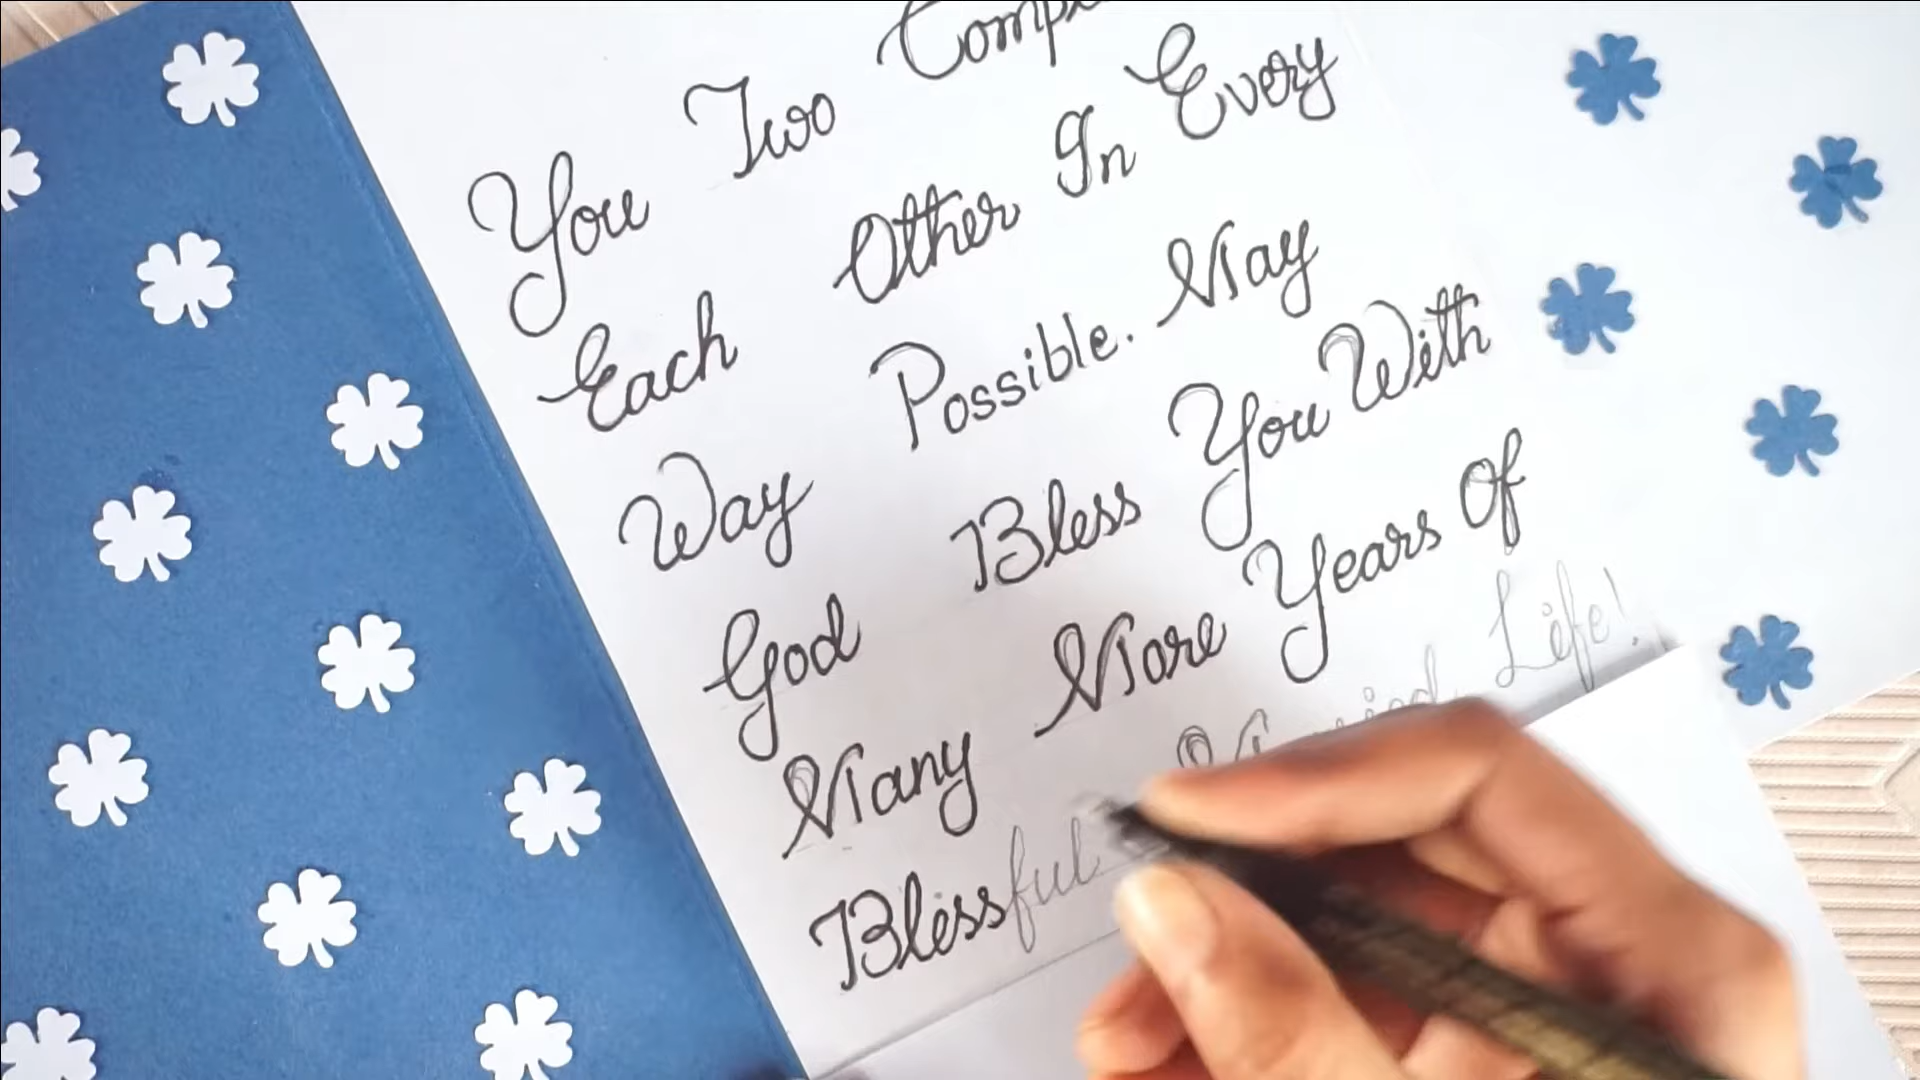 You Two
Each Other In Every
Way Possible. May
God Bless You With
Many More Years Of
Blessful Life!